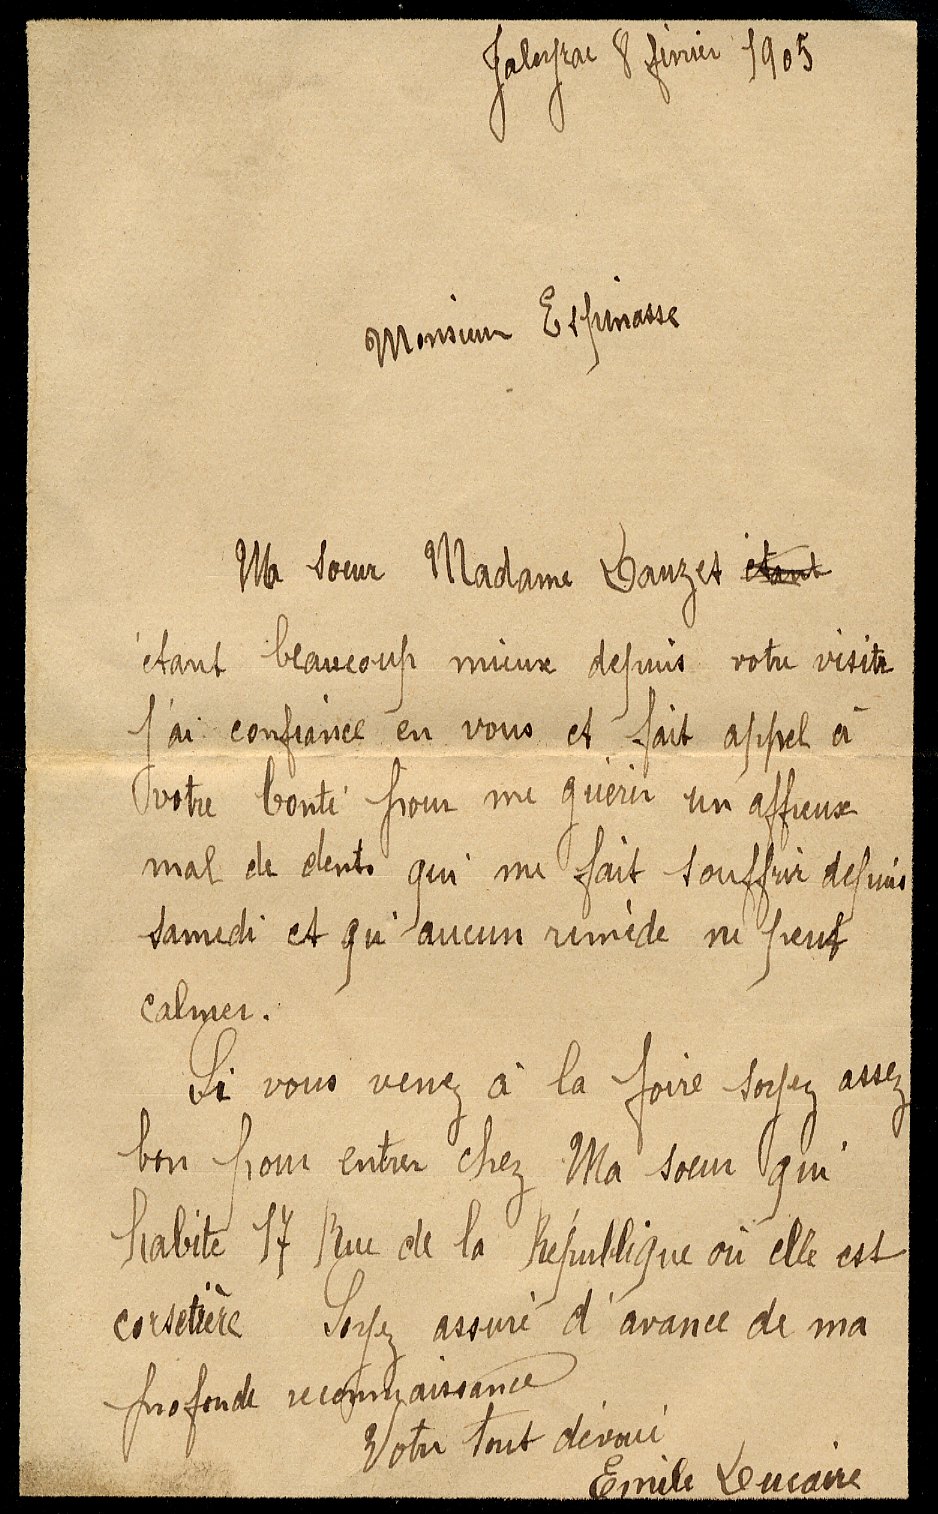 Jaleyrac 8 février 1905
Monsieur Espinasse
Ma soeur Madame Lauzet étant
étant beaucoup mieux depuis votre visite
j'ai confiance en vous et fait appel à
votre bonté pour me guérir un affreux
mal de dents qui me fait souffrir depuis
samedi et qu'aucun remède ne peut
calmer.
Si vous venez à la foire soyez assez
bon pour entrer chez Ma soeur qui
habite 17 Rue de la République où elle est
corsetière Soyez assuré d'avance de ma
profonde reconnaissance
Votre tout dévoué
Emile Lucaire